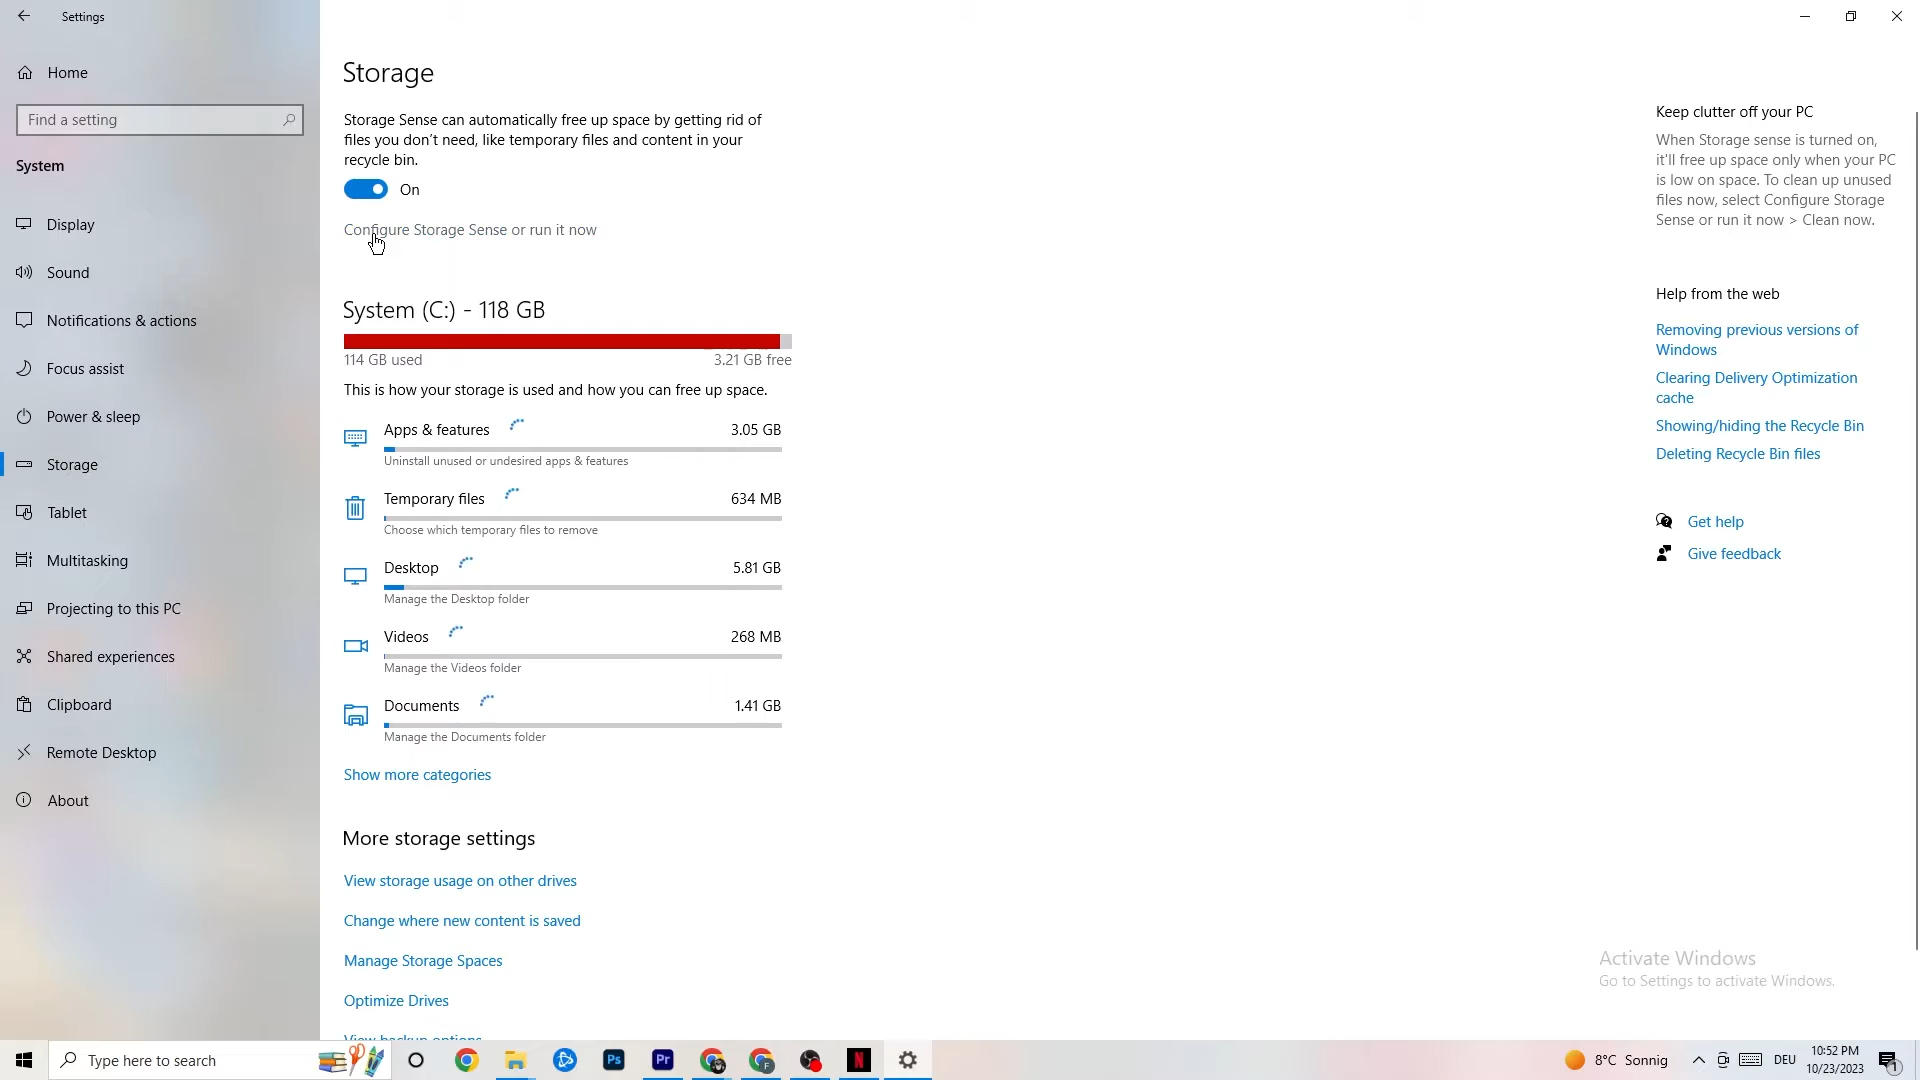 Settings
Home
Find a setting
System
Display
Sound
Notifications & actions
Focus assist
Power & sleep
Storage
Tablet
Multitasking
Projecting to this PC
Shared experiences
Clipboard
Remote Desktop
About
Storage
Storage Sense can automatically free up space by getting rid of
files you don't need, like temporary files and content in your
recycle bin.
On
Configure Storage Sense or run it now
System (C:) - 118 GB
114 GB used
3.21 GB free
This is how your storage is used and how you can free up space.
Apps & features
3.05 GB
Uninstall unused or undesired apps & features
Temporary files
634 MB
Choose which temporary files to remove
Desktop
5.81 GB
Manage the Desktop folder
Videos
268 MB
Manage the Videos folder
Documents
1.41 GB
Manage the Documents folder
Show more categories
More storage settings
View storage usage on other drives
Change where new content is saved
Manage Storage Spaces
Optimize Drives
View backup options
Keep clutter off your PC
When Storage sense is turned on,
it'll free up space only when your PC
is low on space. To clean up unused
files now, select Configure Storage
Sense or run it now > Clean now.
Help from the web
Removing previous versions of
Windows
Clearing Delivery Optimization
cache
Showing/hiding the Recycle Bin
Deleting Recycle Bin files
Get help
Give feedback
Activate Windows
Go to Settings to activate Windows.
Type here to search
Ps
Pr
F
N
8°C Sonnig
DEU
10:52 PM
10/23/2023
1